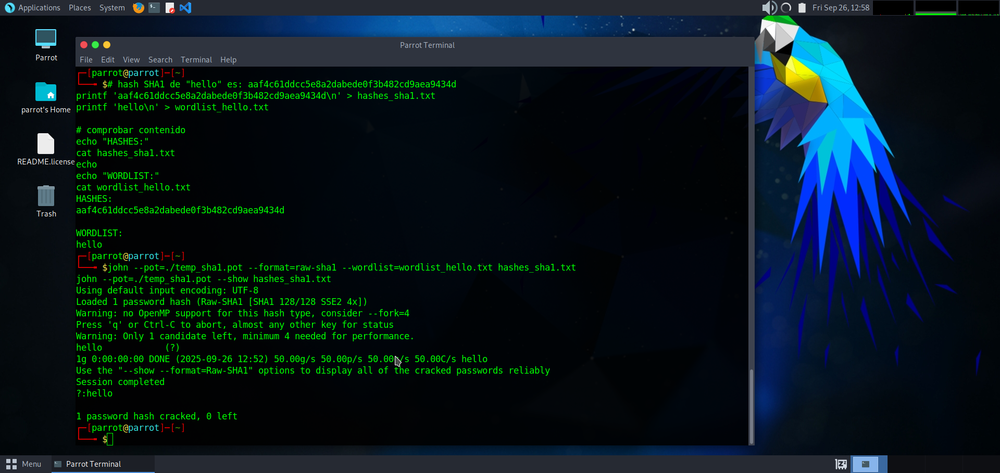 Applications Places System
Fri Sep 26, 12:58
Parrot
parrot's Home
README.license
Trash
Parrot Terminal
File Edit View Search Terminal Help
┌─[parrot@parrot]─[~]
└──╼ $# hash SHA1 de "hello" es: aaf4c61ddcc5e8a2dabede0f3b482cd9aea9434d
printf 'aaf4c61ddcc5e8a2dabede0f3b482cd9aea9434d\n' > hashes_sha1.txt
printf 'hello\n' > wordlist_hello.txt
# comprobar contenido
echo "HASHES:"
cat hashes_sha1.txt
echo
echo "WORDLIST:"
cat wordlist_hello.txt
HASHES:
aaf4c61ddcc5e8a2dabede0f3b482cd9aea9434d
WORDLIST:
hello
┌─[parrot@parrot]─[~]
└──╼ $john --pot=./temp_sha1.pot --format=raw-sha1 --wordlist=wordlist_hello.txt hashes_sha1.txt
john --pot=./temp_sha1.pot --show hashes_sha1.txt
Using default input encoding: UTF-8
Loaded 1 password hash (Raw-SHA1 [SHA1 128/128 SSE2 4x])
Warning: no OpenMP support for this hash type, consider --fork=4
Press 'q' or Ctrl-C to abort, almost any other key for status
Warning: Only 1 candidate left, minimum 4 needed for performance.
hello (?)
1g 0:00:00:00 DONE (2025-09-26 12:52) 50.00g/s 50.00p/s 50.00c/s 50.00C/s hello
Use the "--show --format=Raw-SHA1" options to display all of the cracked passwords reliably
Session completed
?:hello
1 password hash cracked, 0 left
┌─[parrot@parrot]─[~]
└──╼ $
Menu Parrot Terminal